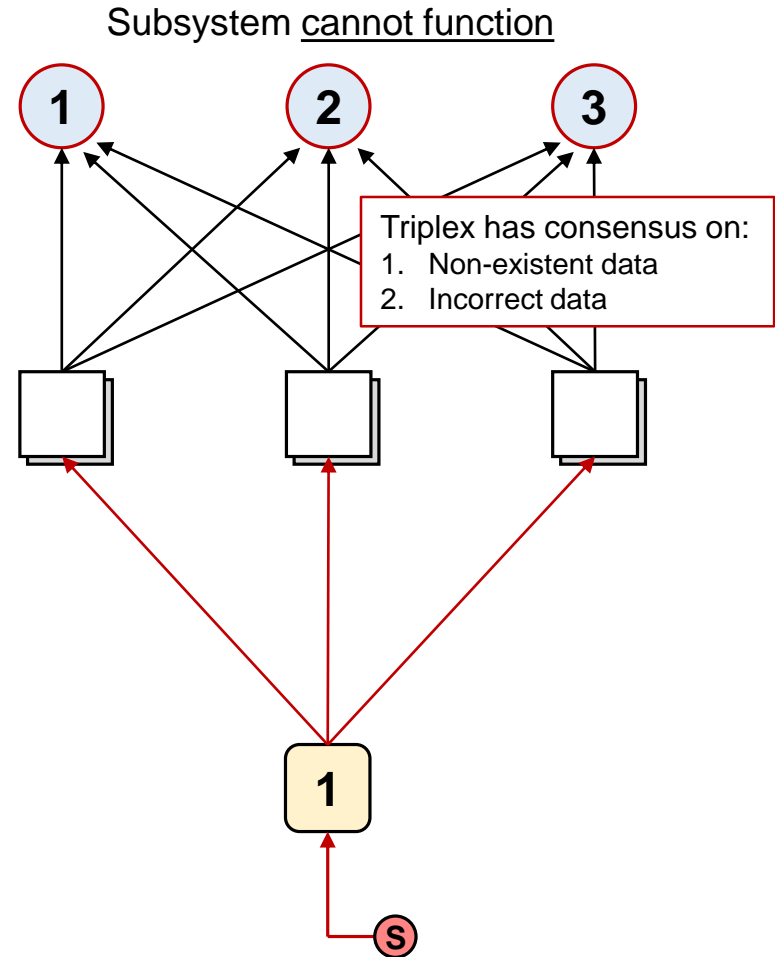 Subsystem cannot function
1 2 3
Triplex has consensus on:
1. Non-existent data
2. Incorrect data
1
S